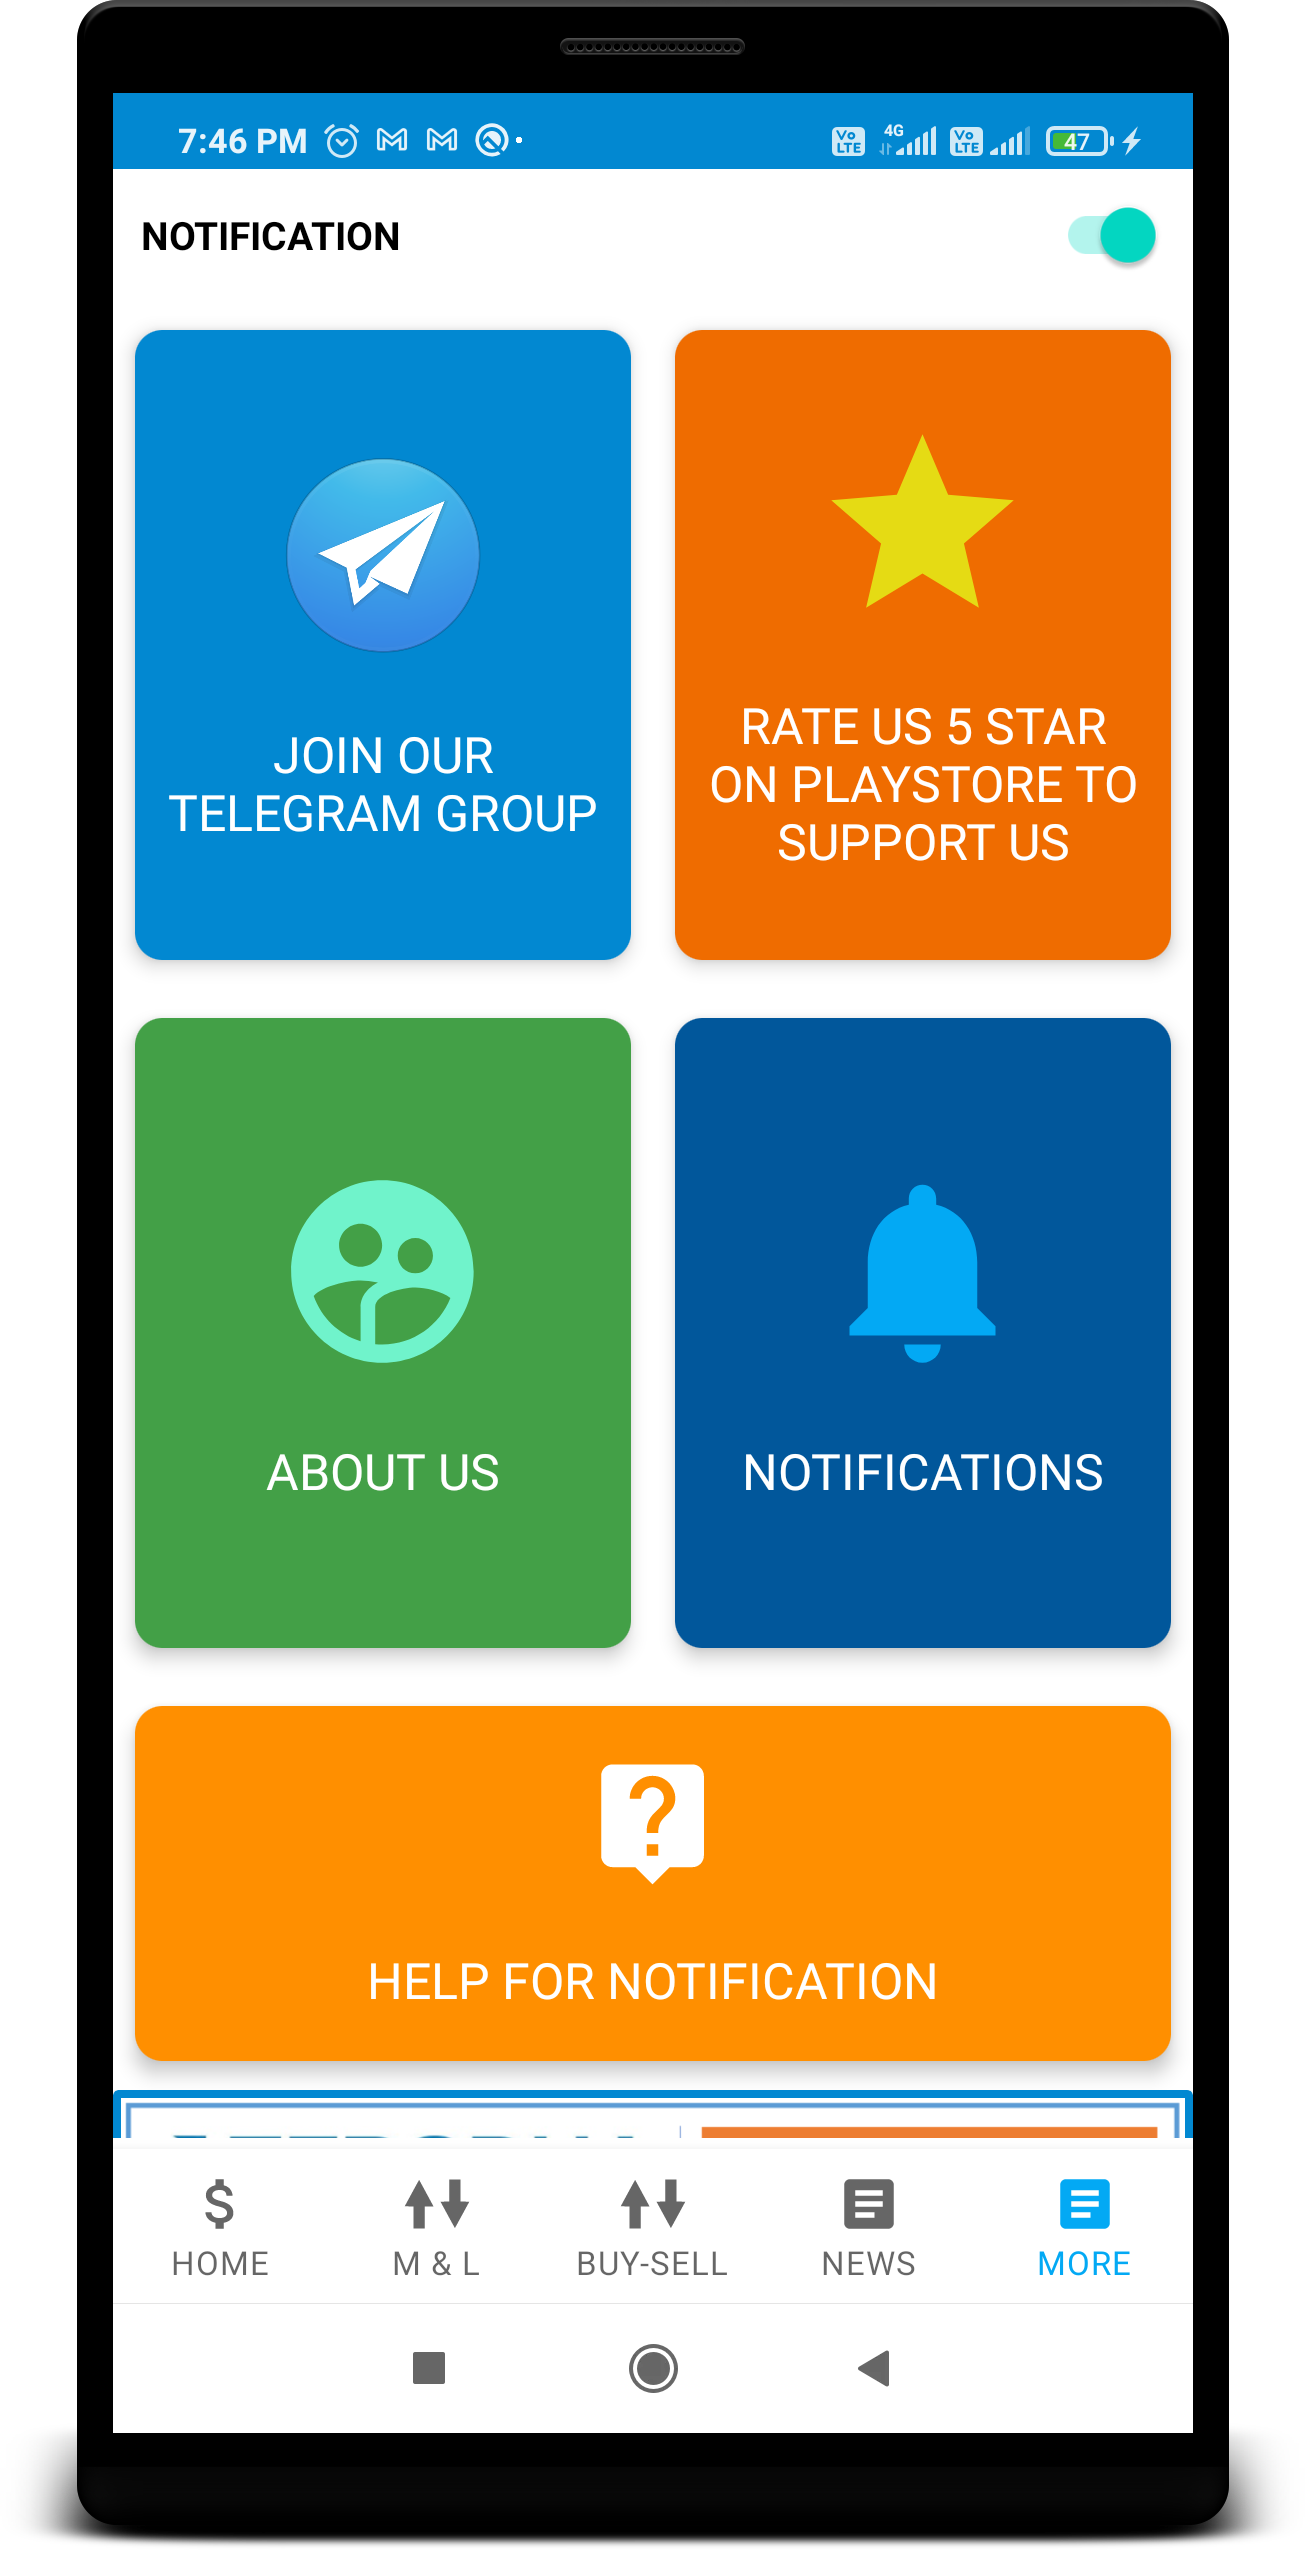 7:46 PM
Vo LTE 4G Vo LTE 47
NOTIFICATION
JOIN OUR
TELEGRAM GROUP
RATE US 5 STAR
ON PLAYSTORE TO
SUPPORT US
ABOUT US
NOTIFICATIONS
?
HELP FOR NOTIFICATION
$
HOME
M & L
BUY-SELL
NEWS
MORE